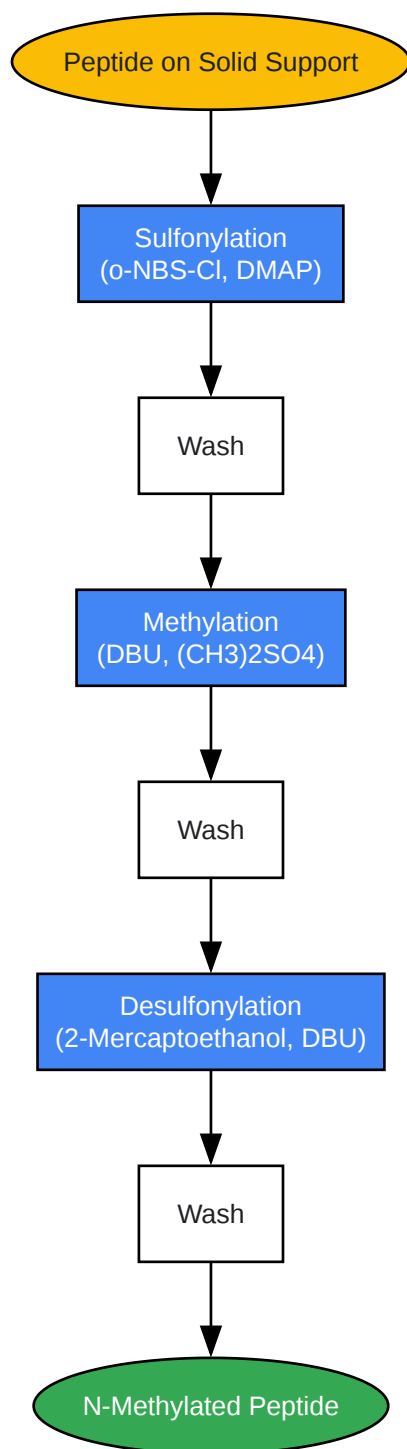 Peptide on Solid Support
Sulfonylation
(o-NBS-Cl, DMAP)
Wash
Methylation
(DBU, (CH3)2SO4)
Wash
Desulfonylation
(2-Mercaptoethanol, DBU)
Wash
N-Methylated Peptide